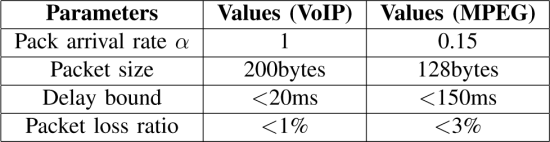 Parameters Values (VoIP) Values (MPEG)
Pack arrival rate α 1 0.15
Packet size 200bytes 128bytes
Delay bound <20ms <150ms
Packet loss ratio <1% <3%